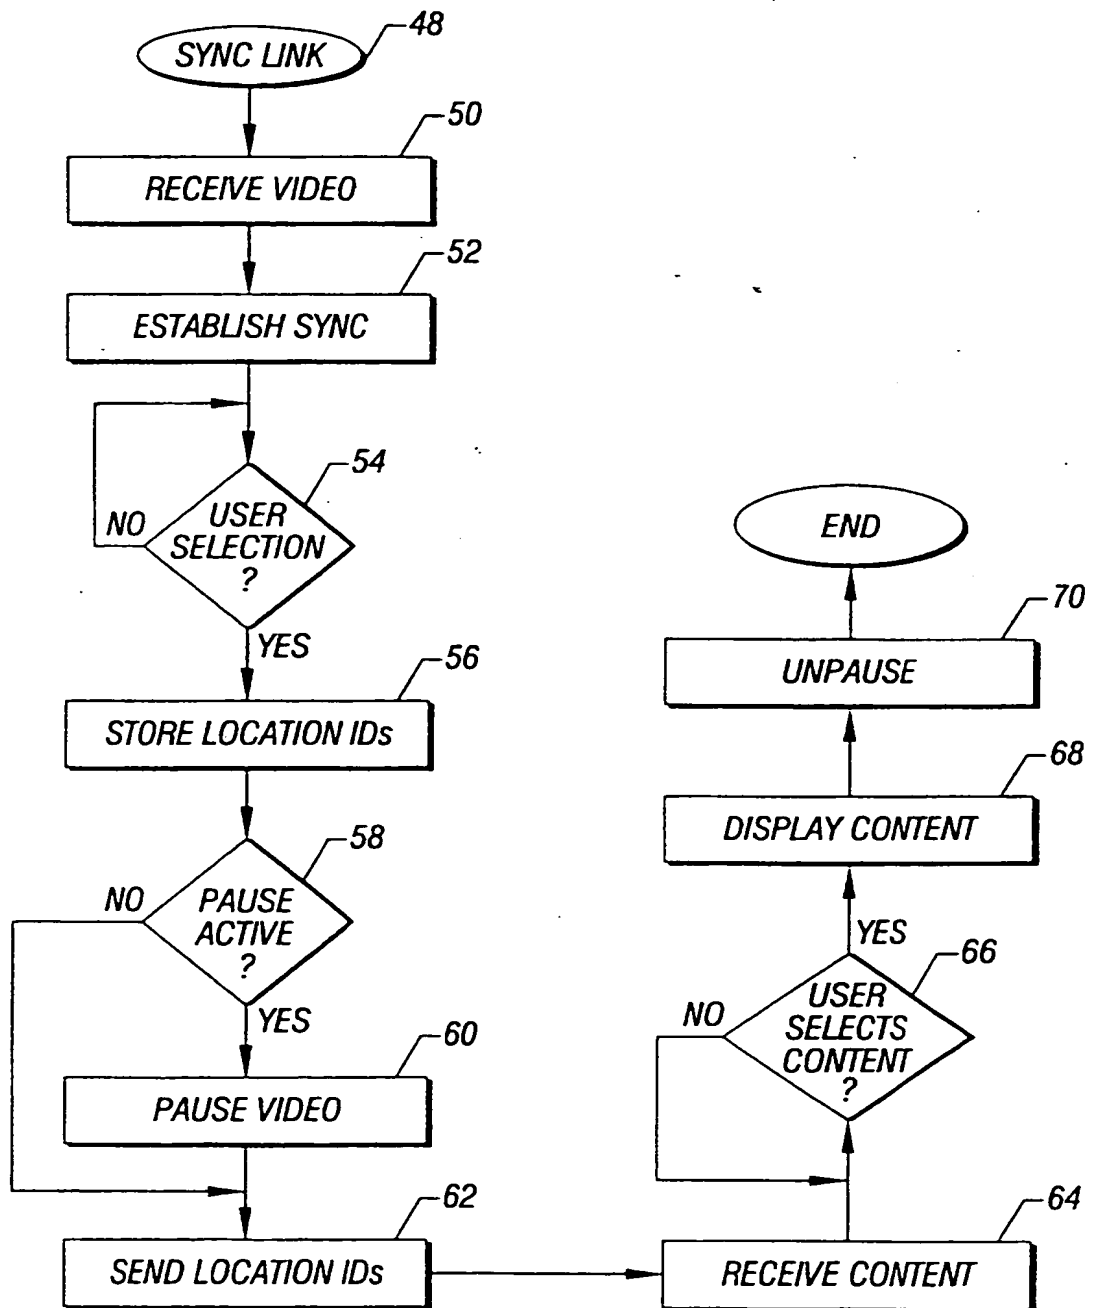 SYNC LINK
48
50
RECEIVE VIDEO
52
ESTABLISH SYNC
54
NO
USER
SELECTION
?
YES
56
STORE LOCATION IDs
58
NO
PAUSE
ACTIVE
?
YES
60
PAUSE VIDEO
62
SEND LOCATION IDs
END
70
UNPAUSE
68
DISPLAY CONTENT
YES
66
NO
USER
SELECTS
CONTENT
?
64
RECEIVE CONTENT